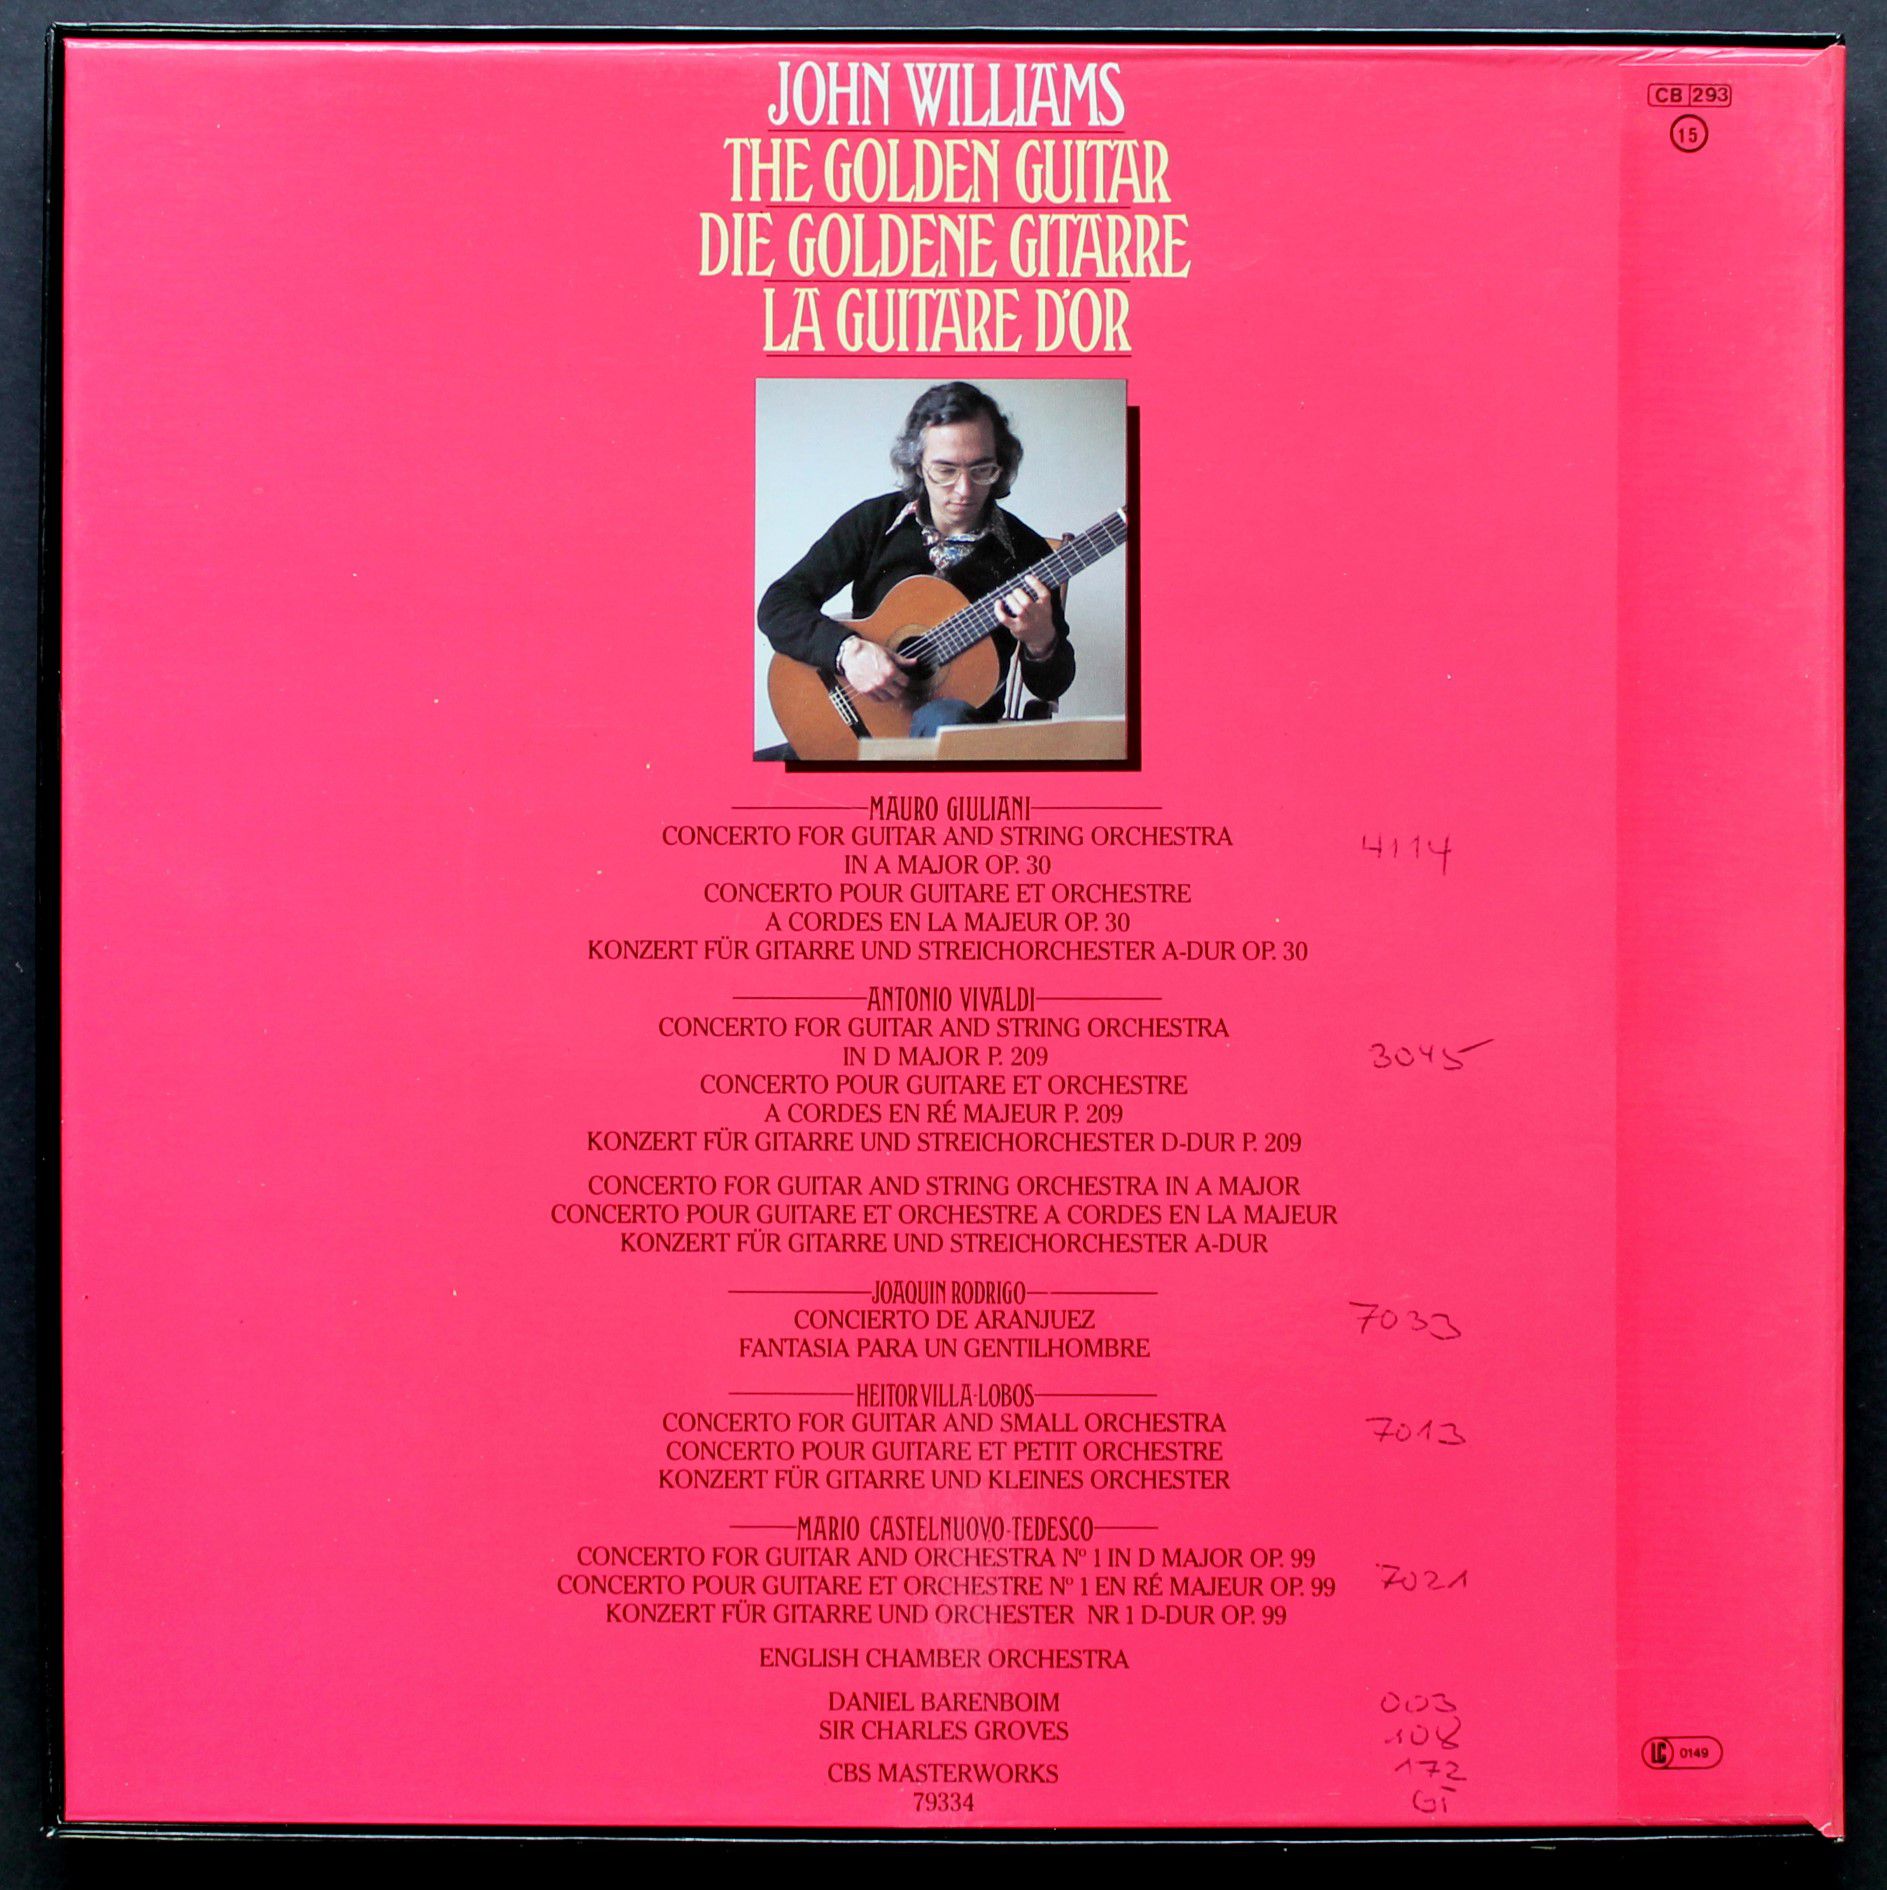 JOHN WILLIAMS
THE GOLDEN GUITAR
DIE GOLDENE GITARRE
LA GUITARE D'OR
CB 293
15
MAURO GIULIANI
CONCERTO FOR GUITAR AND STRING ORCHESTRA
IN A MAJOR OP. 30
CONCERTO POUR GUITARE ET ORCHESTRE
A CORDES EN LA MAJEUR OP. 30
KONZERT FÜR GITARRE UND STREICHORCHESTER A-DUR OP. 30
4114
ANTONIO VIVALDI
CONCERTO FOR GUITAR AND STRING ORCHESTRA
IN D MAJOR P. 209
CONCERTO POUR GUITARE ET ORCHESTRE
A CORDES EN RÉ MAJEUR P. 209
KONZERT FÜR GITARRE UND STREICHORCHESTER D-DUR P. 209
3045
CONCERTO FOR GUITAR AND STRING ORCHESTRA IN A MAJOR
CONCERTO POUR GUITARE ET ORCHESTRE A CORDES EN LA MAJEUR
KONZERT FÜR GITARRE UND STREICHORCHESTER A-DUR
JOAQUIN RODRIGO
CONCIERTO DE ARANJUEZ
FANTASIA PARA UN GENTILHOMBRE
7033
HEITOR VILLA-LOBOS
CONCERTO FOR GUITAR AND SMALL ORCHESTRA
CONCERTO POUR GUITARE ET PETIT ORCHESTRE
KONZERT FÜR GITARRE UND KLEINES ORCHESTER
7013
MARIO CASTELNUOVO-TEDESCO
CONCERTO FOR GUITAR AND ORCHESTRA Nº 1 IN D MAJOR OP. 99
CONCERTO POUR GUITARE ET ORCHESTRE Nº 1 EN RÉ MAJEUR OP. 99
KONZERT FÜR GITARRE UND ORCHESTER NR 1 D-DUR OP. 99
7021
ENGLISH CHAMBER ORCHESTRA
DANIEL BARENBOIM
SIR CHARLES GROVES
CBS MASTERWORKS
79334
003
108
172
GI
LC 0149